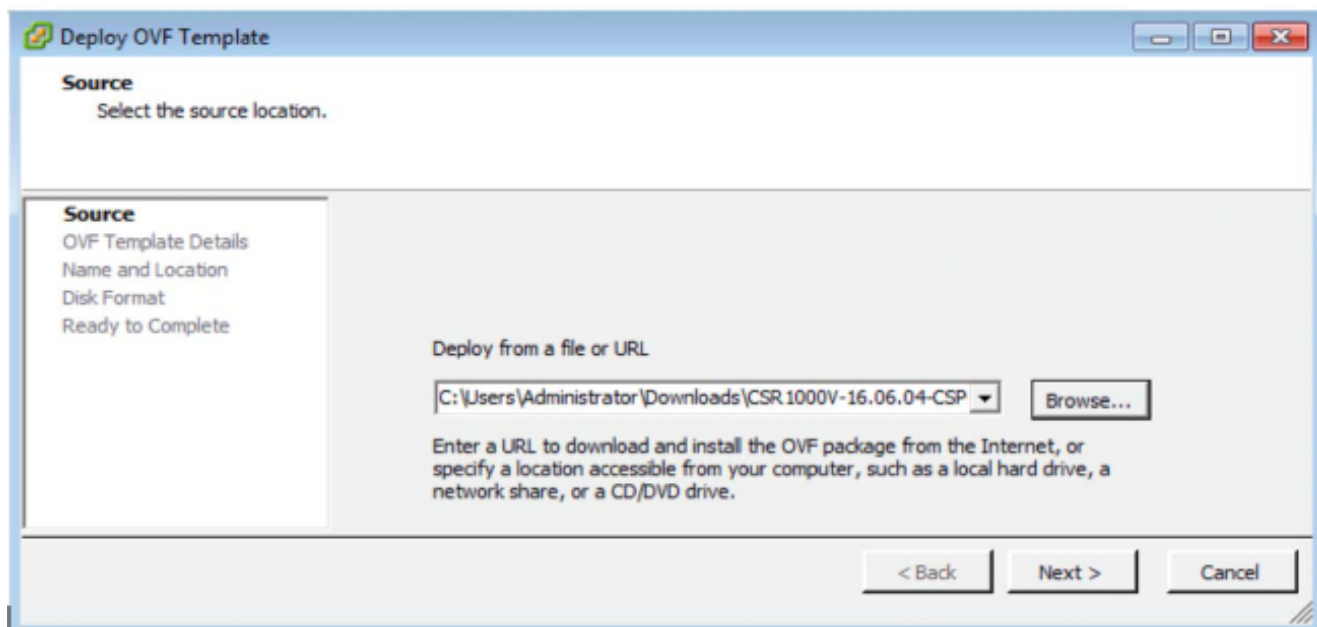 Deploy OVF Template
Source
Select the source location.
Source
OVF Template Details
Name and Location
Disk Format
Ready to Complete
Deploy from a file or URL
C:\Users\Administrator\Downloads\CSR1000V-16.06.04-CSP
Browse...
Enter a URL to download and install the OVF package from the Internet, or
specify a location accessible from your computer, such as a local hard drive, a
network share, or a CD/DVD drive.
< Back
Next >
Cancel